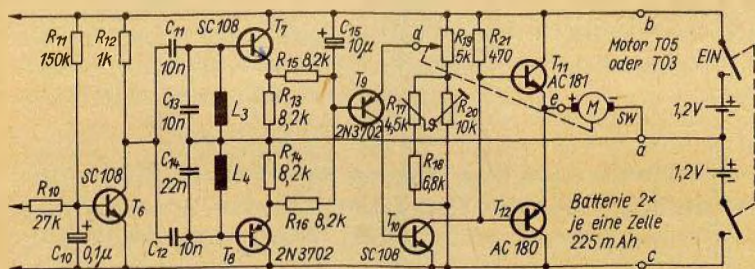 R11
150k
R12
1k
C11
10n
SC108
T7
C15
10µ
R15 8,2k
C13
10n
L3
R13
8,2k
T9
2N3702
d
R19
5k
R21
470
T11
AC181
b
Motor T05
oder T03
EIN
1,2V
e
+
M
-
sw
R17
4,5k
R20
10k
a
C14
22n
L4
R14
8,2k
R18
6,8k
1,2V
R10
27k
SC108
T6
C10
0,1µ
C12
10n
T8
2N3702
R16 8,2k
T10
SC108
T12
AC180
Batterie 2×
je eine Zelle
225 mAh
c